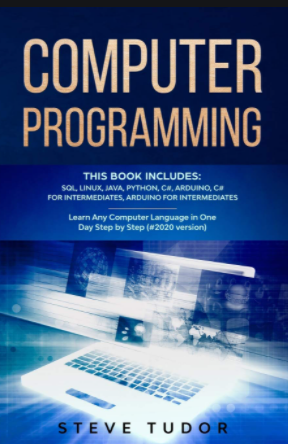 COMPUTER
PROGRAMMING
THIS BOOK INCLUDES:
SQL, LINUX, JAVA, PYTHON, C#, ARDUINO, C#
FOR INTERMEDIATES, ARDUINO FOR INTERMEDIATES
Learn Any Computer Language in One
Day Step by Step (#2020 version)
STEVE TUDOR